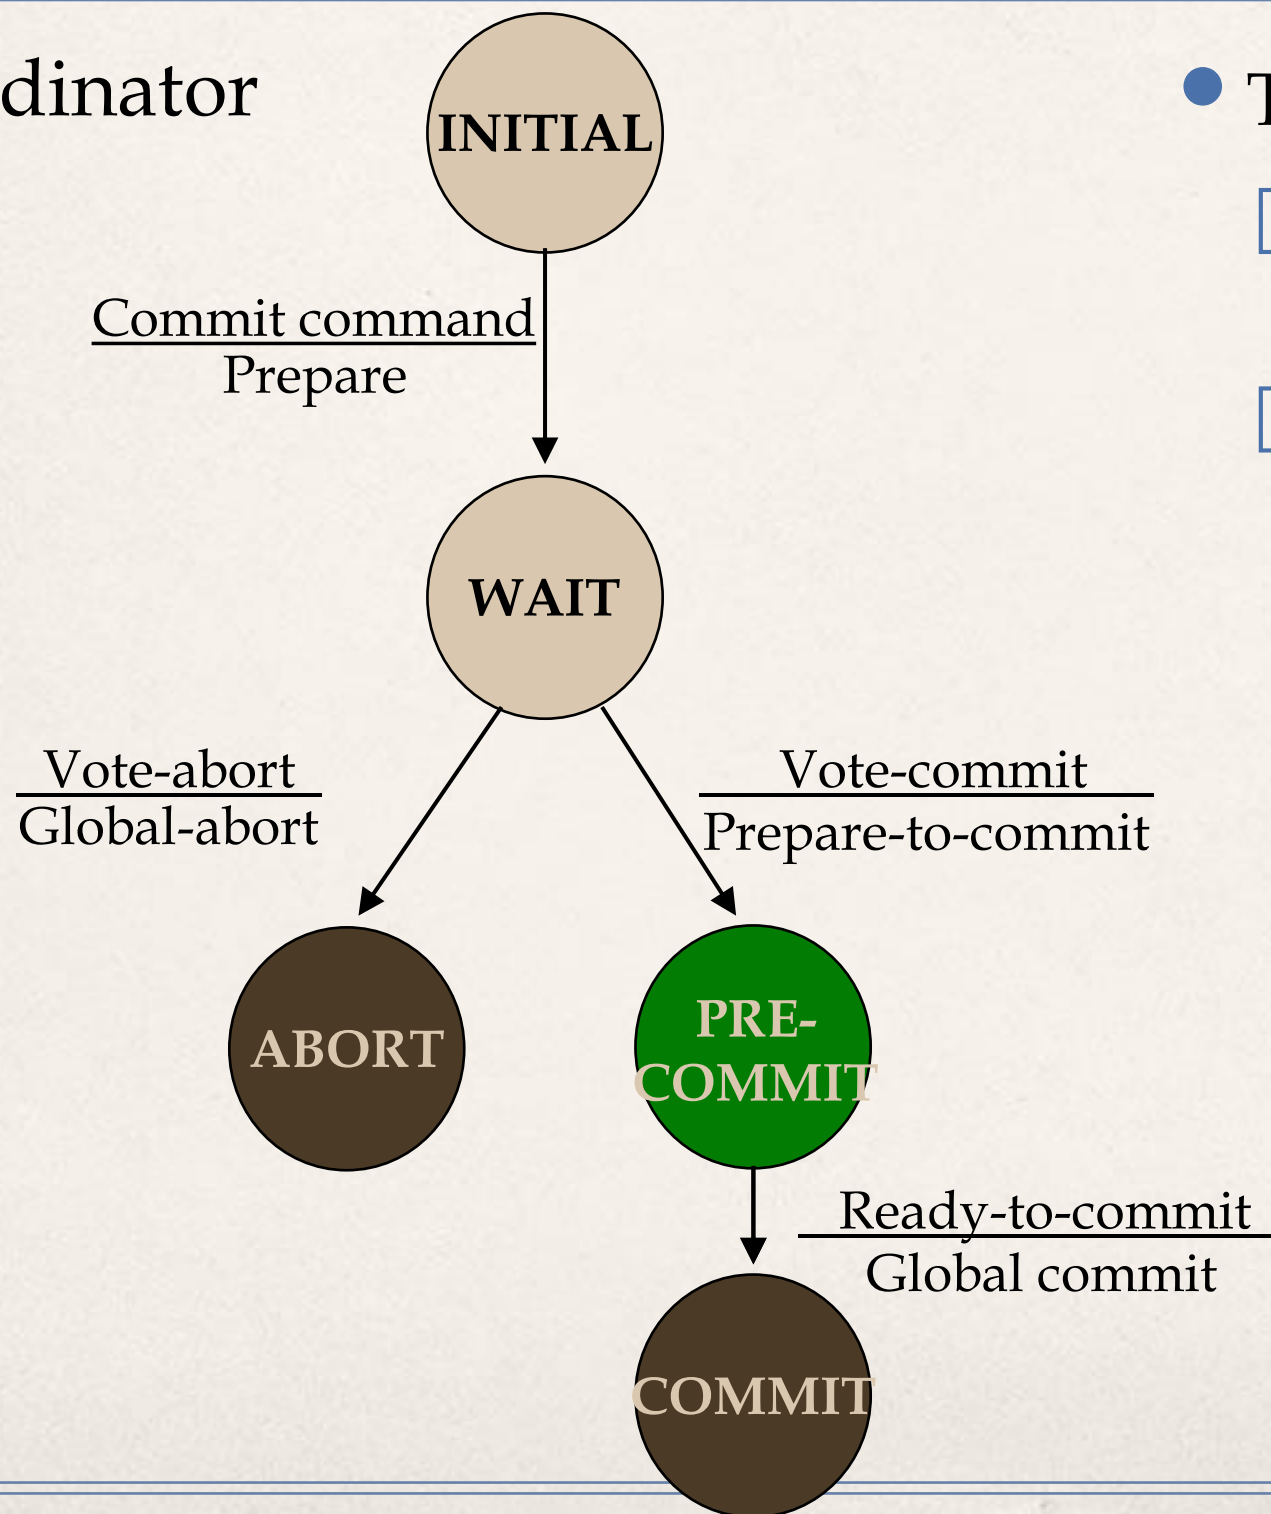 dinator
T
INITIAL
Commit command
Prepare
WAIT
Vote-abort
Global-abort
Vote-commit
Prepare-to-commit
ABORT
PRE-
COMMIT
Ready-to-commit
Global commit
COMMIT